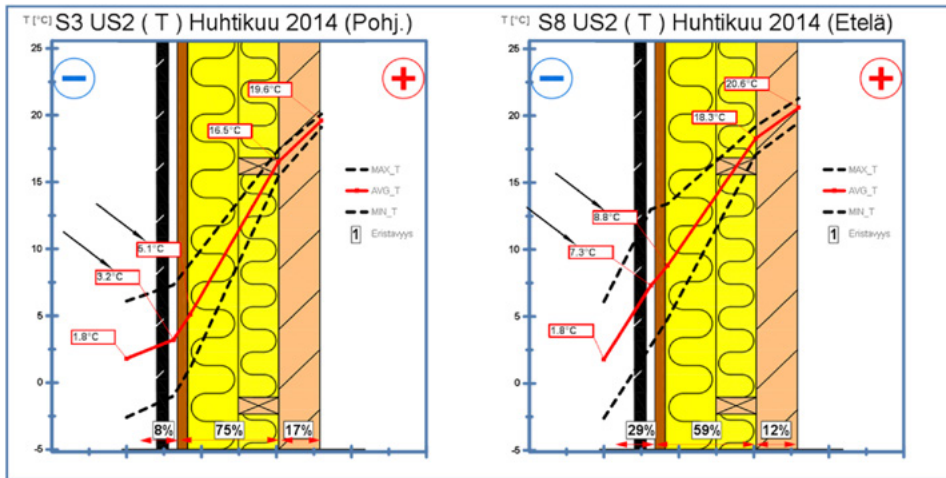 T [°C] S3 US2 ( T ) Huhtikuu 2014 (Pohj.)
25
20
15
10
5
0
-5
19.6°C
16.5°C
5.1°C
3.2°C
1.8°C
MAX_T
AVG_T
MIN_T
1 Eristavyys
8% 75% 17%
T [°C] S8 US2 ( T ) Huhtikuu 2014 (Etelä)
25
20
15
10
5
0
-5
20.6°C
18.3°C
8.8°C
7.3°C
1.8°C
MAX_T
AVG_T
MIN_T
1 Eristavyys
29% 59% 12%